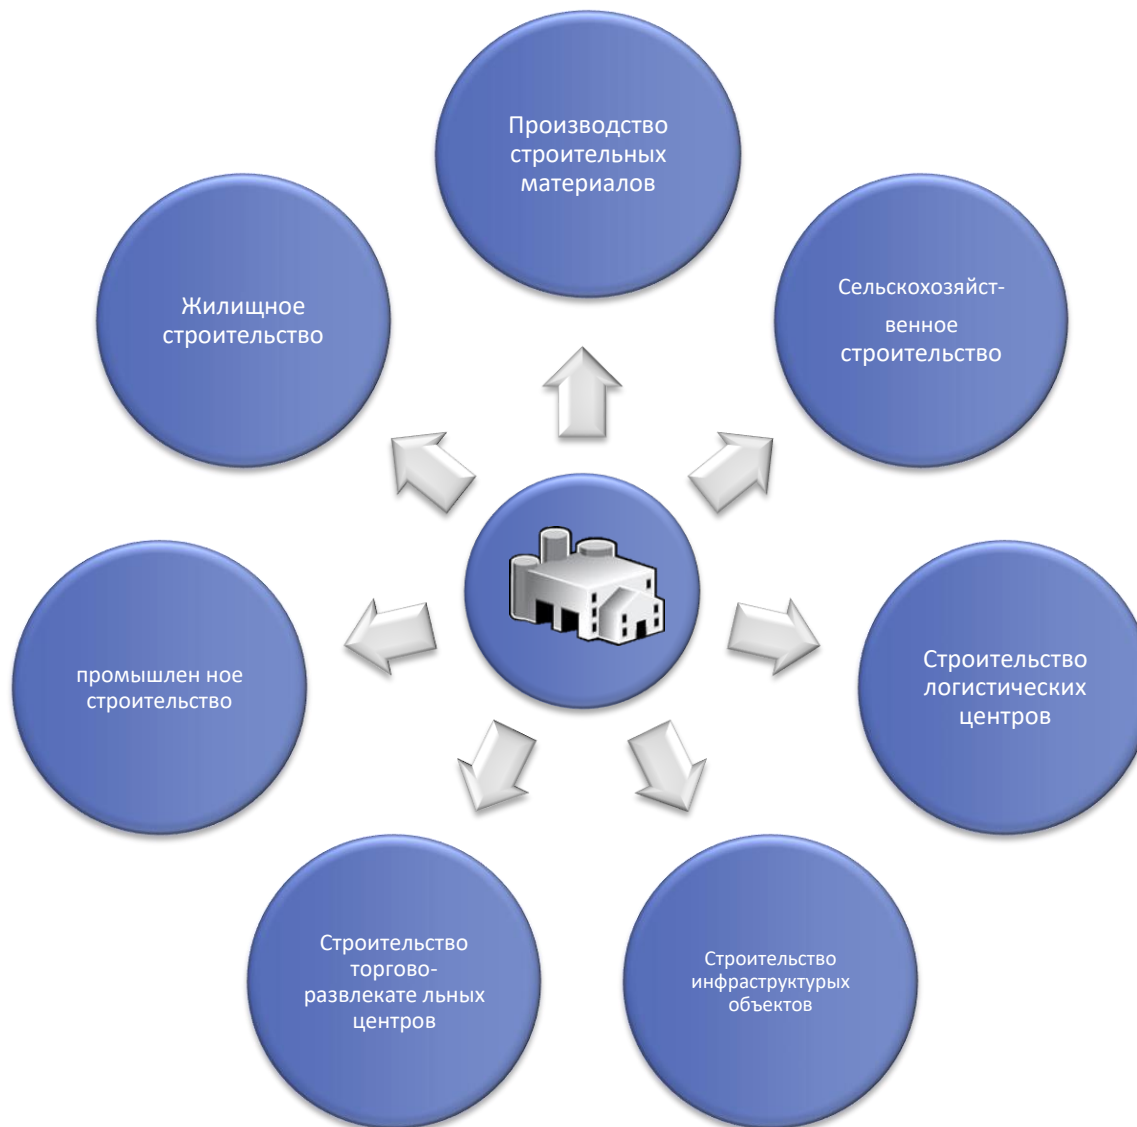 Производство
строительных
материалов
Жилищное
строительство
Сельскохозяйст-
венное
строительство
промышлен ное
строительство
Строительство
логистических
центров
Строительство
торгово-
развлекате льных
центров
Строительство
инфраструктурых
объектов